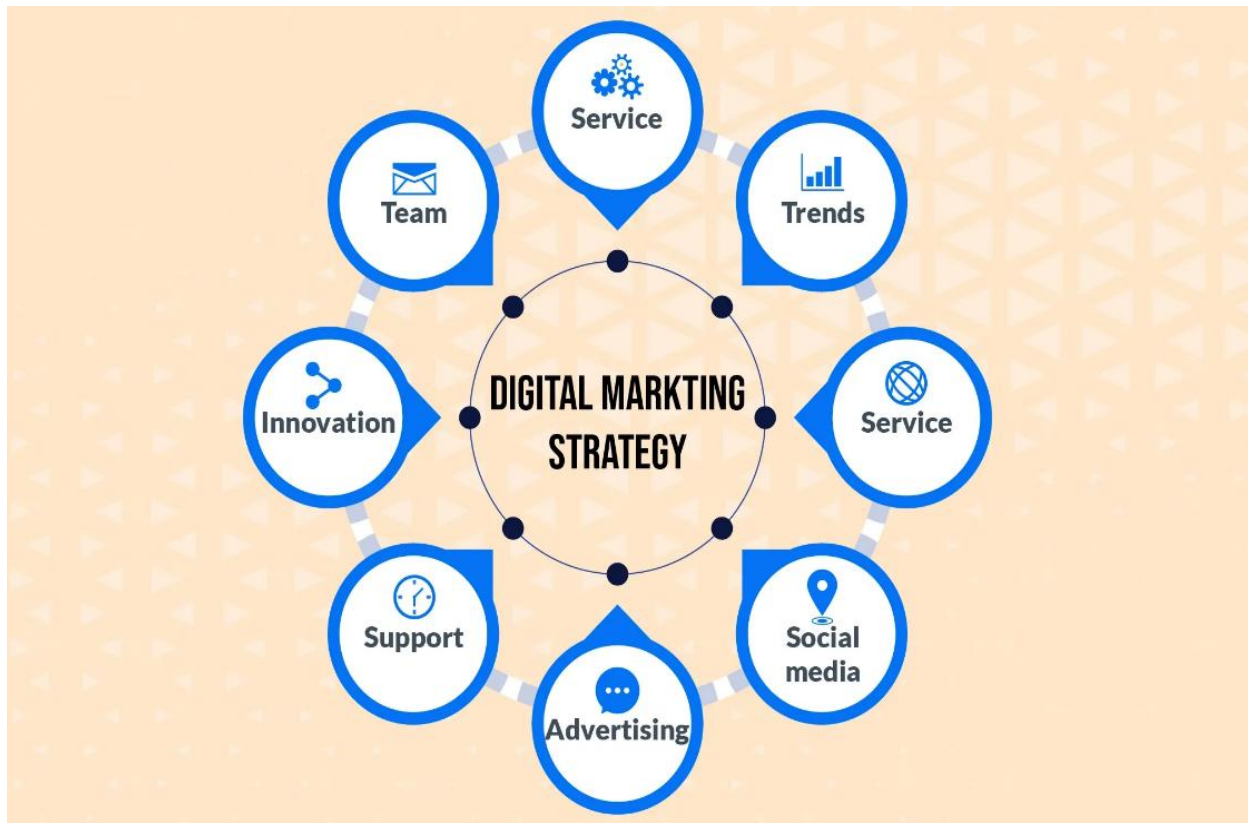 Service
Team
Trends
DIGITAL MARKTING
STRATEGY
Innovation
Service
Support
Social
media
Advertising